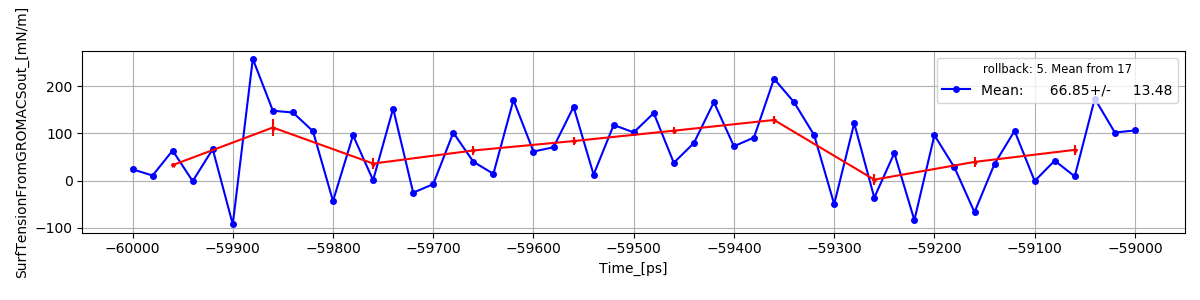 SurfTensionFromGROMACSout_[mN/m]
200
100
0
−100
rollback: 5. Mean from 17
Mean: 66.85+/- 13.48
−60000 −59900 −59800 −59700 −59600 −59500 −59400 −59300 −59200 −59100 −59000
Time_[ps]